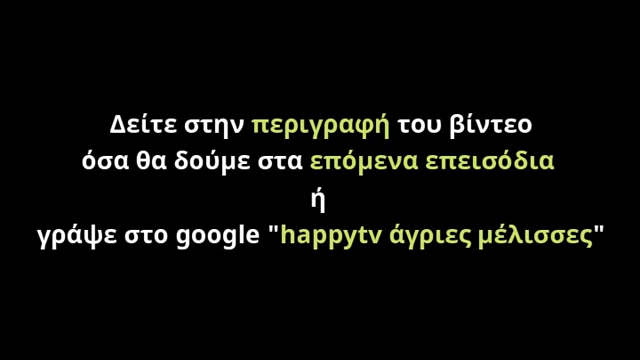 Δείτε στην περιγραφή του βίντεο
όσα θα δούμε στα επόμενα επεισόδια
ή
γράψε στο google "happytv άγριες μέλισσες"